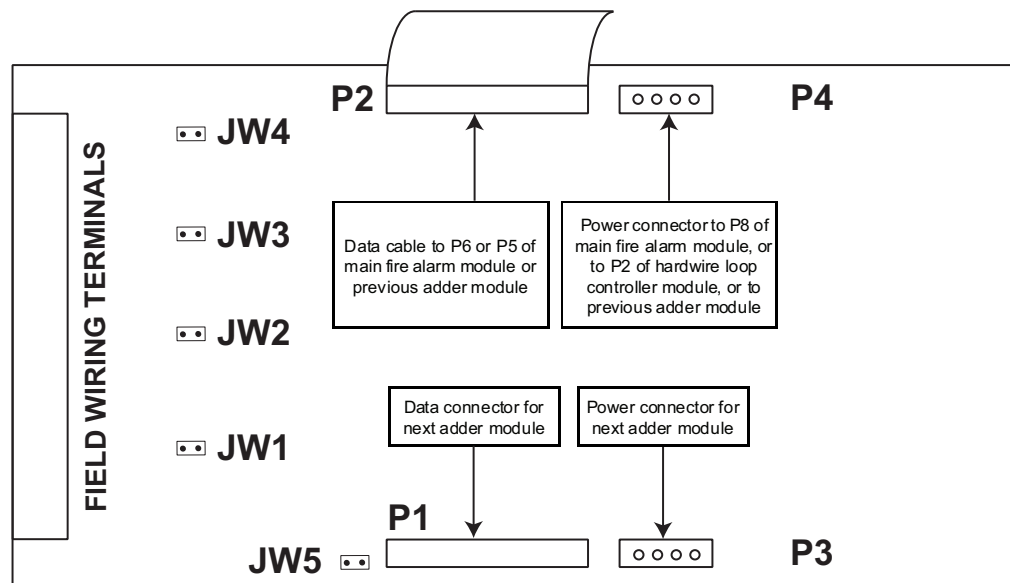 P2
P4
JW4
JW3
JW2
JW1
FIELD WIRING TERMINALS
Data cable to P6 or P5 of
main fire alarm module or
previous adder module
Power connector to P8 of
main fire alarm module, or
to P2 of hardwire loop
controller module, or to
previous adder module
Data connector for
next adder module
Power connector for
next adder module
P1
JW5
P3